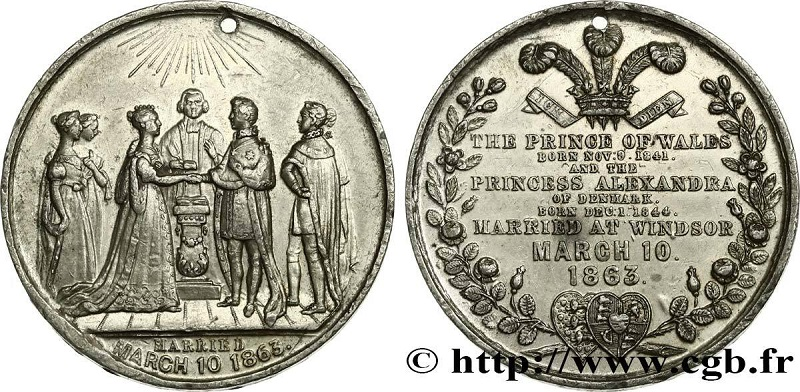 MARRIED
MARCH 10 1863.
ICH DIEN
THE PRINCE OF WALES
BORN NOV: 9. 1841.
AND THE
PRINCESS ALEXANDRA
OF DENMARK.
BORN DEC: 1 1844.
MARRIED AT WINDSOR
MARCH 10.
1863.
© http://www.cgb.fr